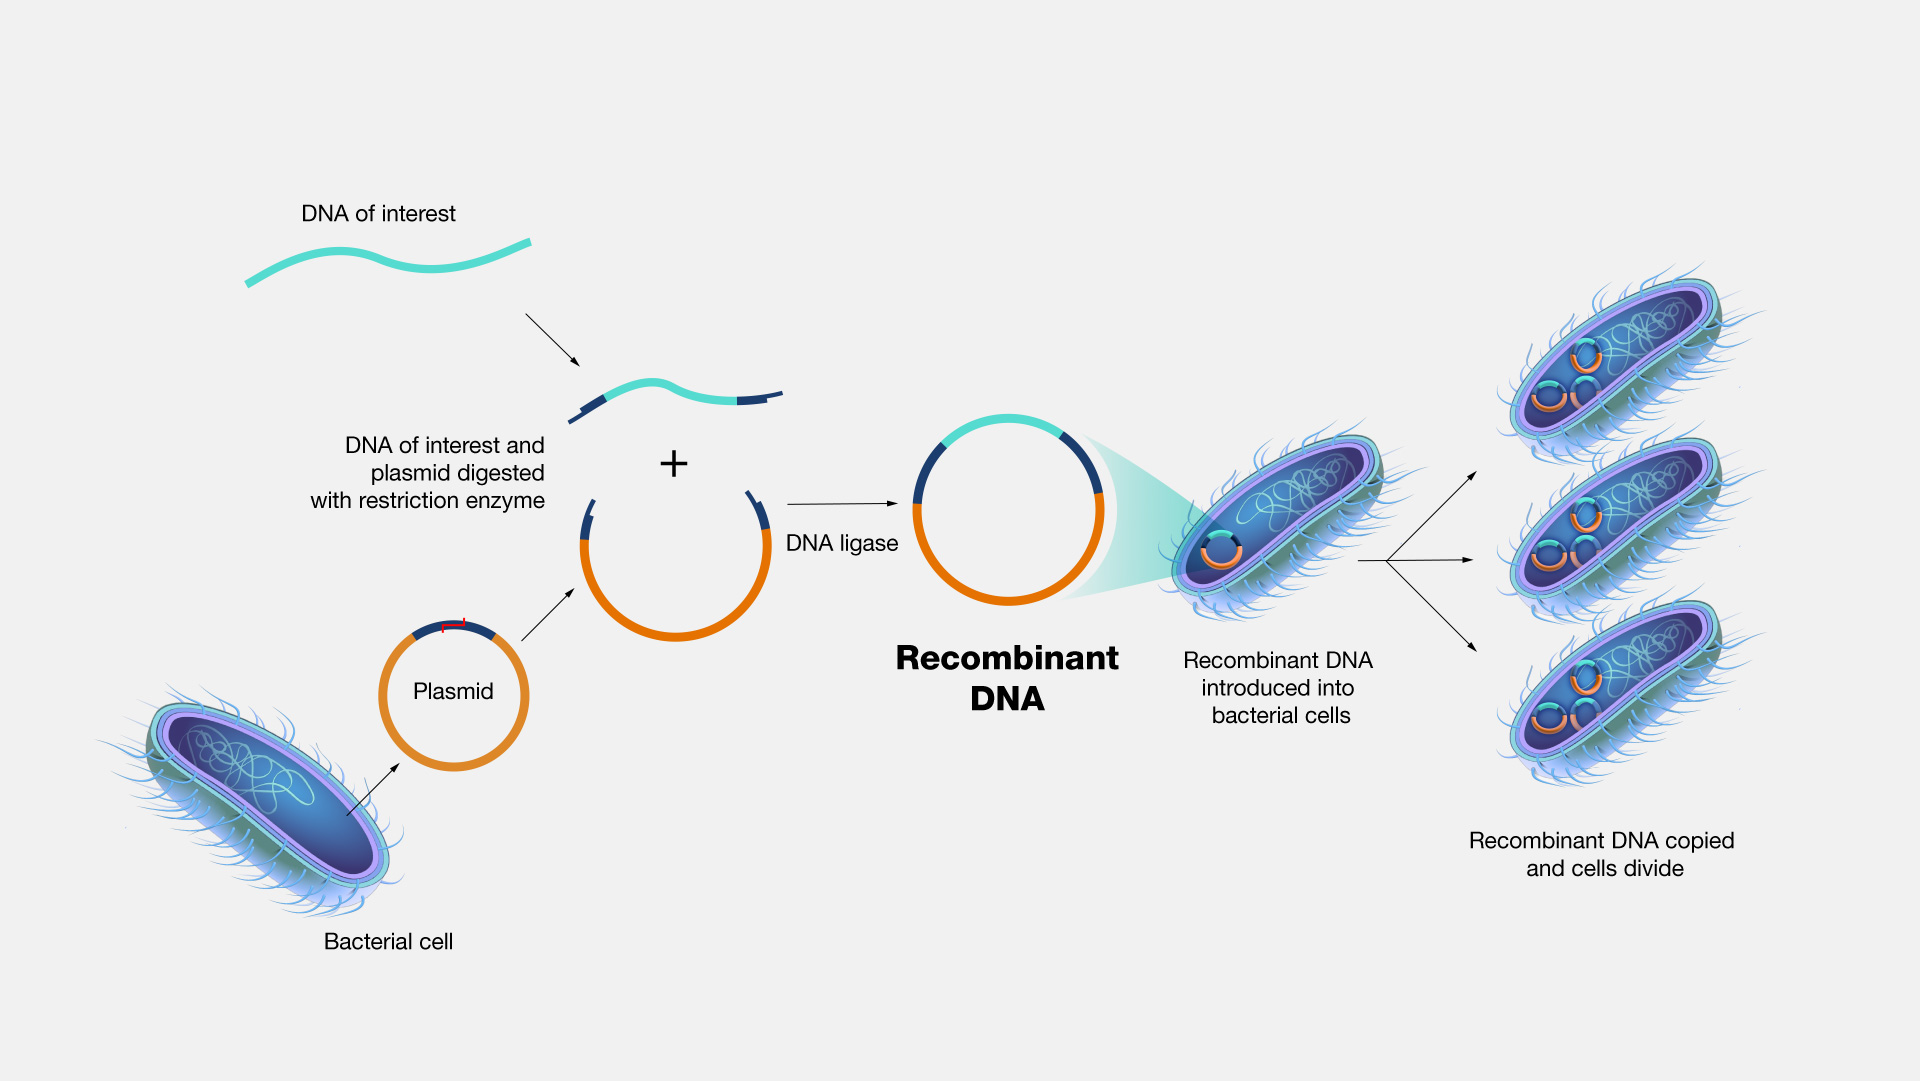 DNA of interest
DNA of interest and
plasmid digested
with restriction enzyme
+
DNA ligase
Plasmid
Bacterial cell
Recombinant
DNA
Recombinant DNA
introduced into
bacterial cells
Recombinant DNA copied
and cells divide